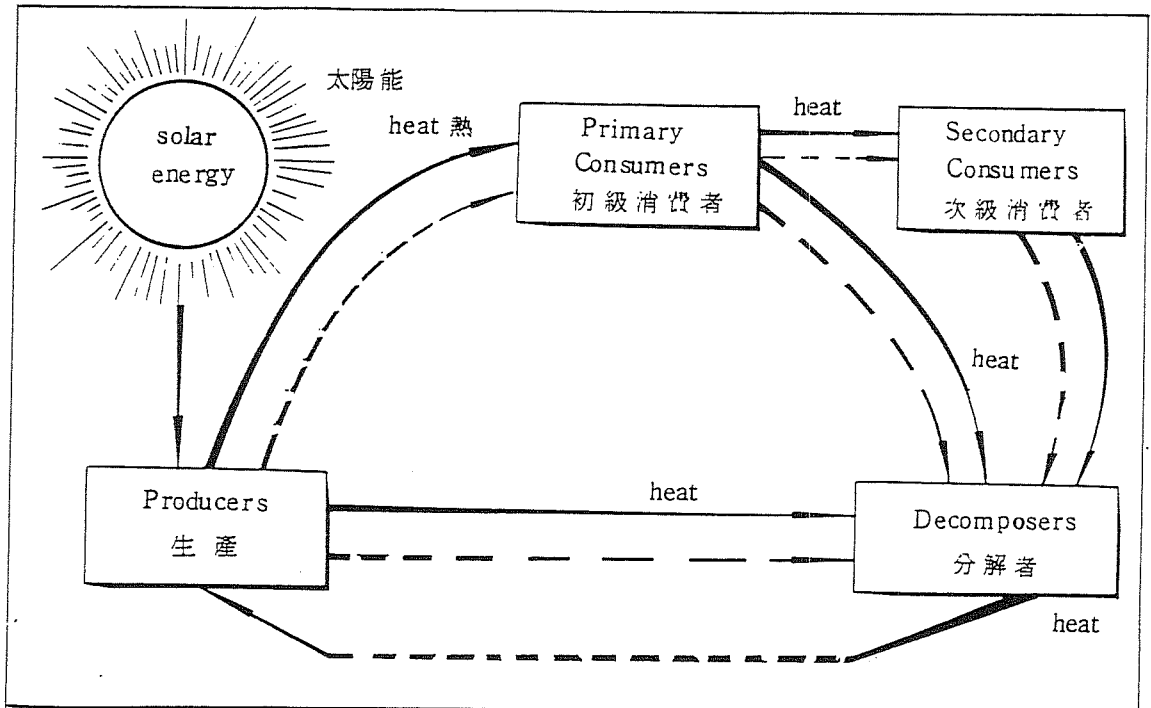 太陽能
solar
energy
heat 熱
Primary
Consumers
初級消費者
heat
Secondary
Consumers
次級消費者
heat
Producers
生產
heat
Decomposers
分解者
heat